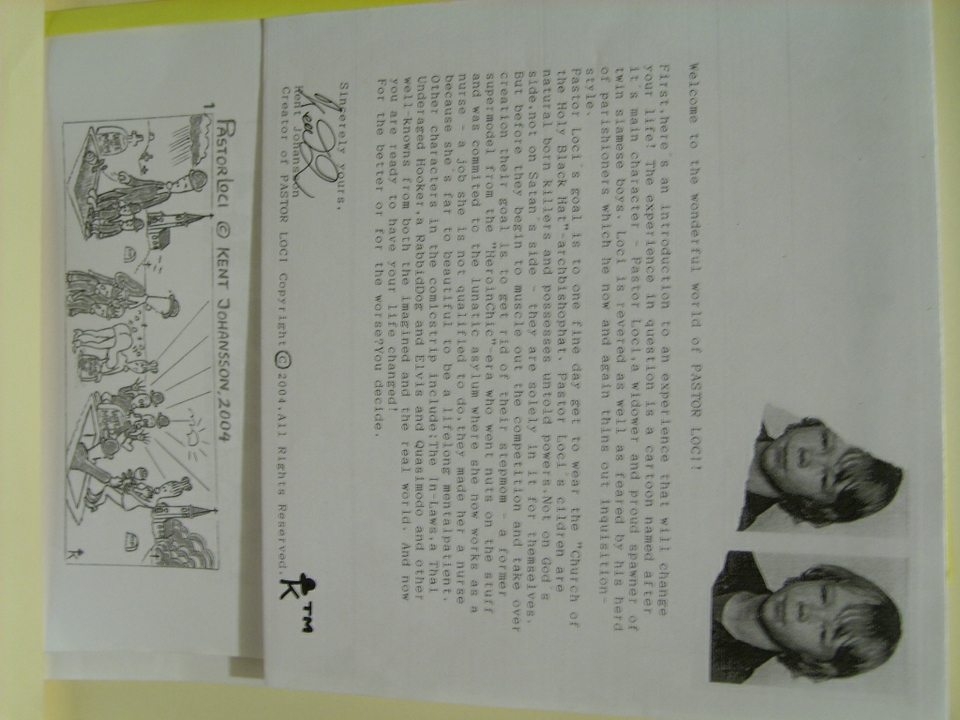 Welcome to the wonderful world of PASTOR LOCI!
First,here's an introduction to an experience that will change
your life! The experience in question is a cartoon named after
it's main character - Pastor Loci,a widower and proud spawner of
twin siamese boys. Loci is revered as well as feared by his herd
of parishioners which he now and again thins out inquisition-
style.
Pastor Loci's goal is to one fine day get to wear the "Church of
the Holy Black Hat"-archbishophat. Pastor Loci's cildren are
natural born killers and possesses untold powers.Not on God's
side,not on Satan's side - they are solely in it for themselves.
But before they begin to muscle out the competition and take over
creation their goal is to get rid of their stepmom - a former
supermodel from the "HeroinChic"-era who went nuts on the stuff
and was commited to the lunatic asylum where she now works as a
nurse - a job she is not qualified to do,they made her a nurse
because she's far to beautiful to be a lifelong mentalpatient.
Other characters in the comicstrip include:The In-Laws,a Thai
Underaged Hooker,a RabbidDog and Elvis and Quasimodo and other
well-knowns from both the imagined and the real world. And now
you are ready to have your life changed!
For the better or for the worse?You decide.
Sincerely yours,
Kent Johansson
Creator of PASTOR LOCI Copyright © 2004.All Rights Reserved.
K TM
1 PASTOR LOCI © KENT JOHANSSON, 2004
K